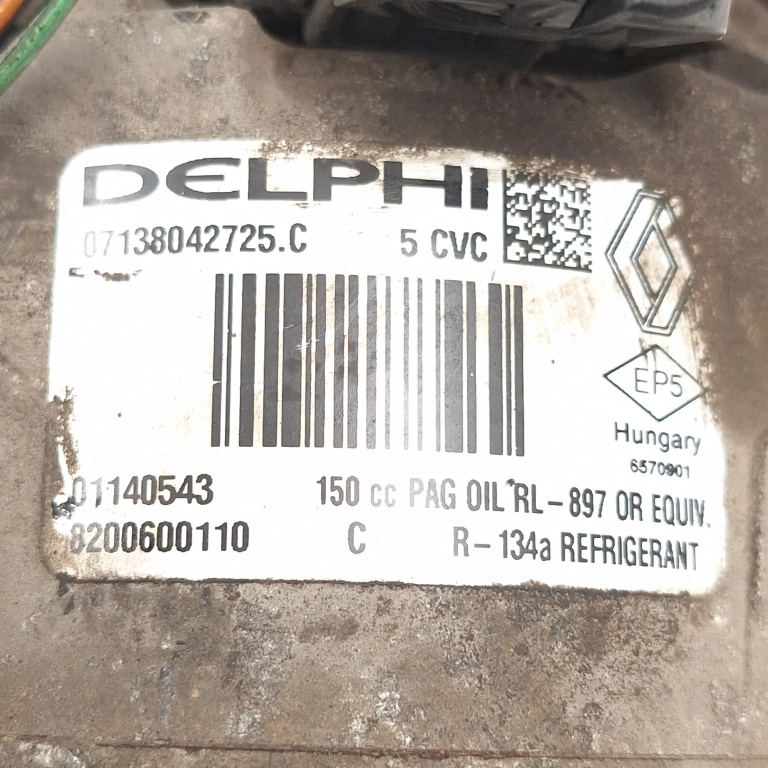 DELPHI
07138042725.C 5 CVC
EP5
Hungary
6570901
01140543 150 cc PAG OIL RL-897 OR EQUIV.
8200600110 C R-134a REFRIGERANT